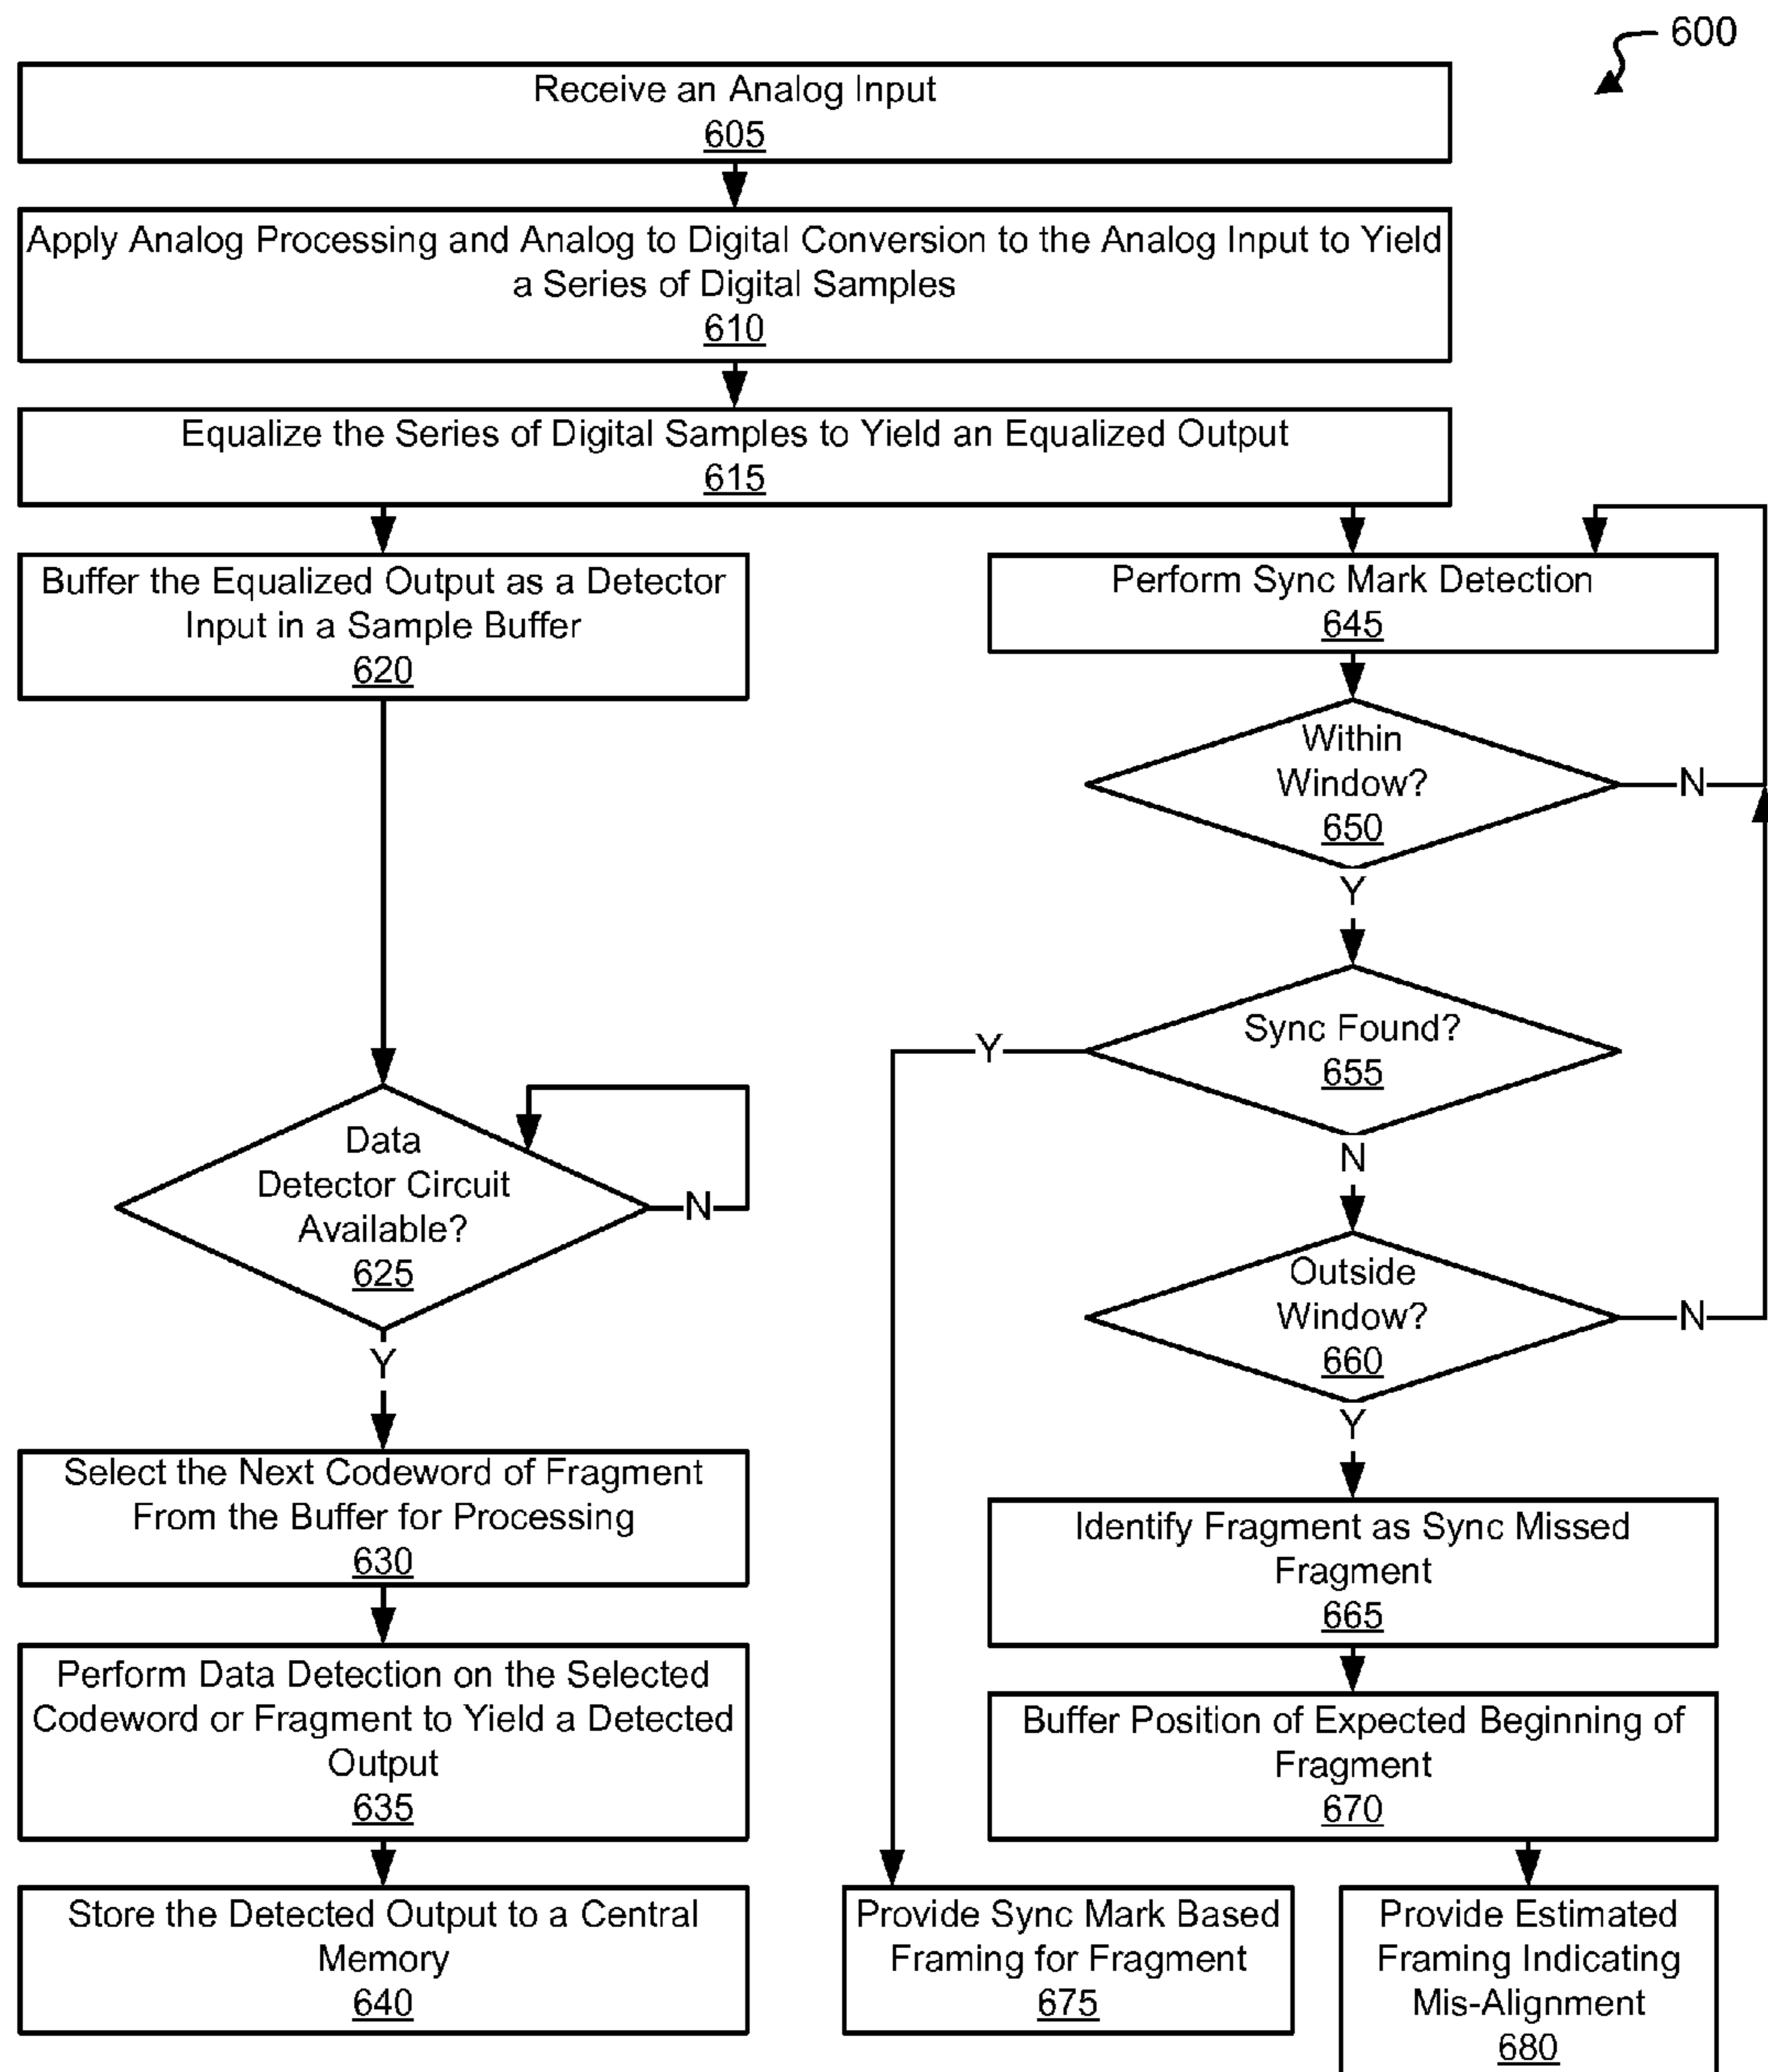 600
Receive an Analog Input
605
Apply Analog Processing and Analog to Digital Conversion to the Analog Input to Yield
a Series of Digital Samples
610
Equalize the Series of Digital Samples to Yield an Equalized Output
615
Buffer the Equalized Output as a Detector
Input in a Sample Buffer
620
Data
Detector Circuit
Available?
625
N
Y
Select the Next Codeword of Fragment
From the Buffer for Processing
630
Perform Data Detection on the Selected
Codeword or Fragment to Yield a Detected
Output
635
Store the Detected Output to a Central
Memory
640
Perform Sync Mark Detection
645
Within
Window?
650
N
Y
Sync Found?
655
Y
N
Outside
Window?
660
N
Y
Identify Fragment as Sync Missed
Fragment
665
Buffer Position of Expected Beginning of
Fragment
670
Provide Sync Mark Based
Framing for Fragment
675
Provide Estimated
Framing Indicating
Mis-Alignment
680